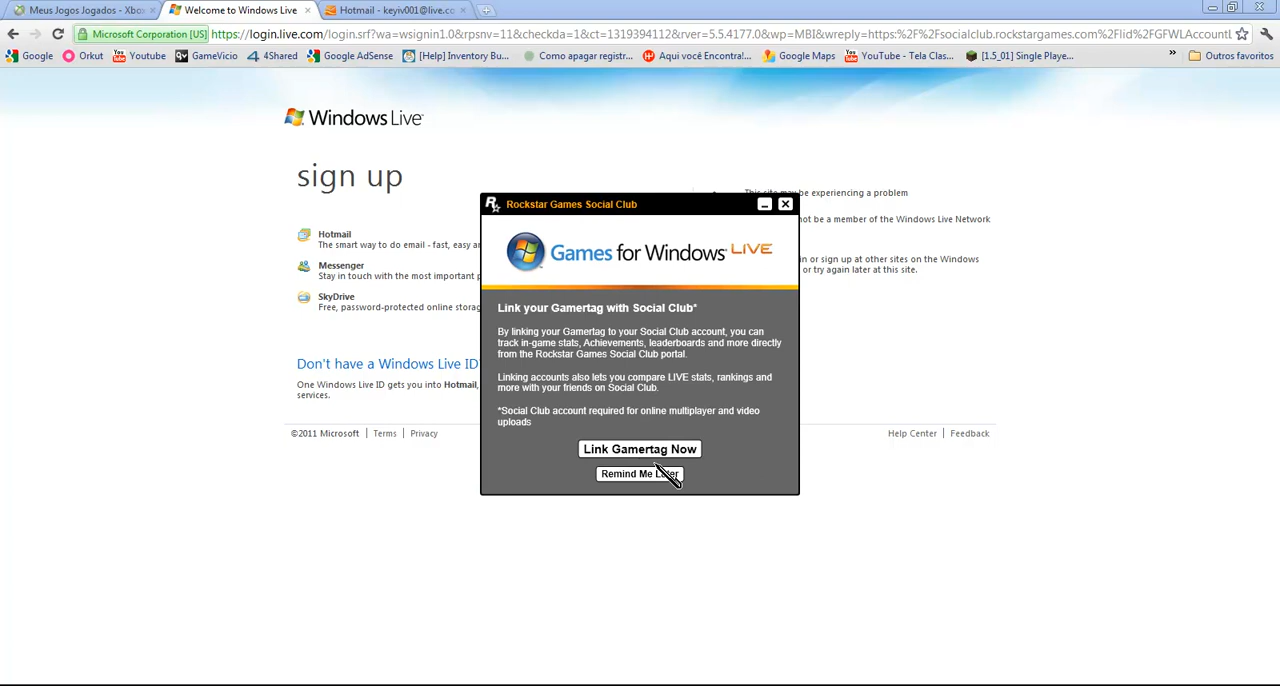 Meus Jogos Jogados - Xbox
Welcome to Windows Live
Hotmail - keyiv001@live.co
Microsoft Corporation [US]
https://login.live.com/login.srf?wa=wsignin1.0&rpsnv=11&checkda=1&ct=1319394112&rver=5.5.4177.0&wp=MBI&wreply=https:%2F%2Fsocialclub.rockstargames.com%2Flid%2FGFWLAccountL
Google
Orkut
Youtube
GameVicio
4Shared
Google AdSense
[Help] Inventory Bu...
Como apagar registr...
Aqui você Encontra!...
Google Maps
YouTube - Tela Clas...
[1.5_01] Single Playe...
»
Outros favoritos
Windows Live
sign up
This site may be experiencing a problem
not be a member of the Windows Live Network
in or sign up at other sites on the Windows
or try again later at this site.
Hotmail
The smart way to do email - fast, easy
Messenger
Stay in touch with the most important
SkyDrive
Free, password-protected online
Don't have a Windows Live ID
One Windows Live ID gets you into Hotmail,
services.
©2011 Microsoft
Terms
Privacy
Help Center
Feedback
Rockstar Games Social Club
Games for Windows LIVE
Link your Gamertag with Social Club*
By linking your Gamertag to your Social Club account, you can
track in-game stats, Achievements, leaderboards and more directly
from the Rockstar Games Social Club portal.
Linking accounts also lets you compare LIVE stats, rankings and
more with your friends on Social Club.
*Social Club account required for online multiplayer and video
uploads
Link Gamertag Now
Remind Me Later